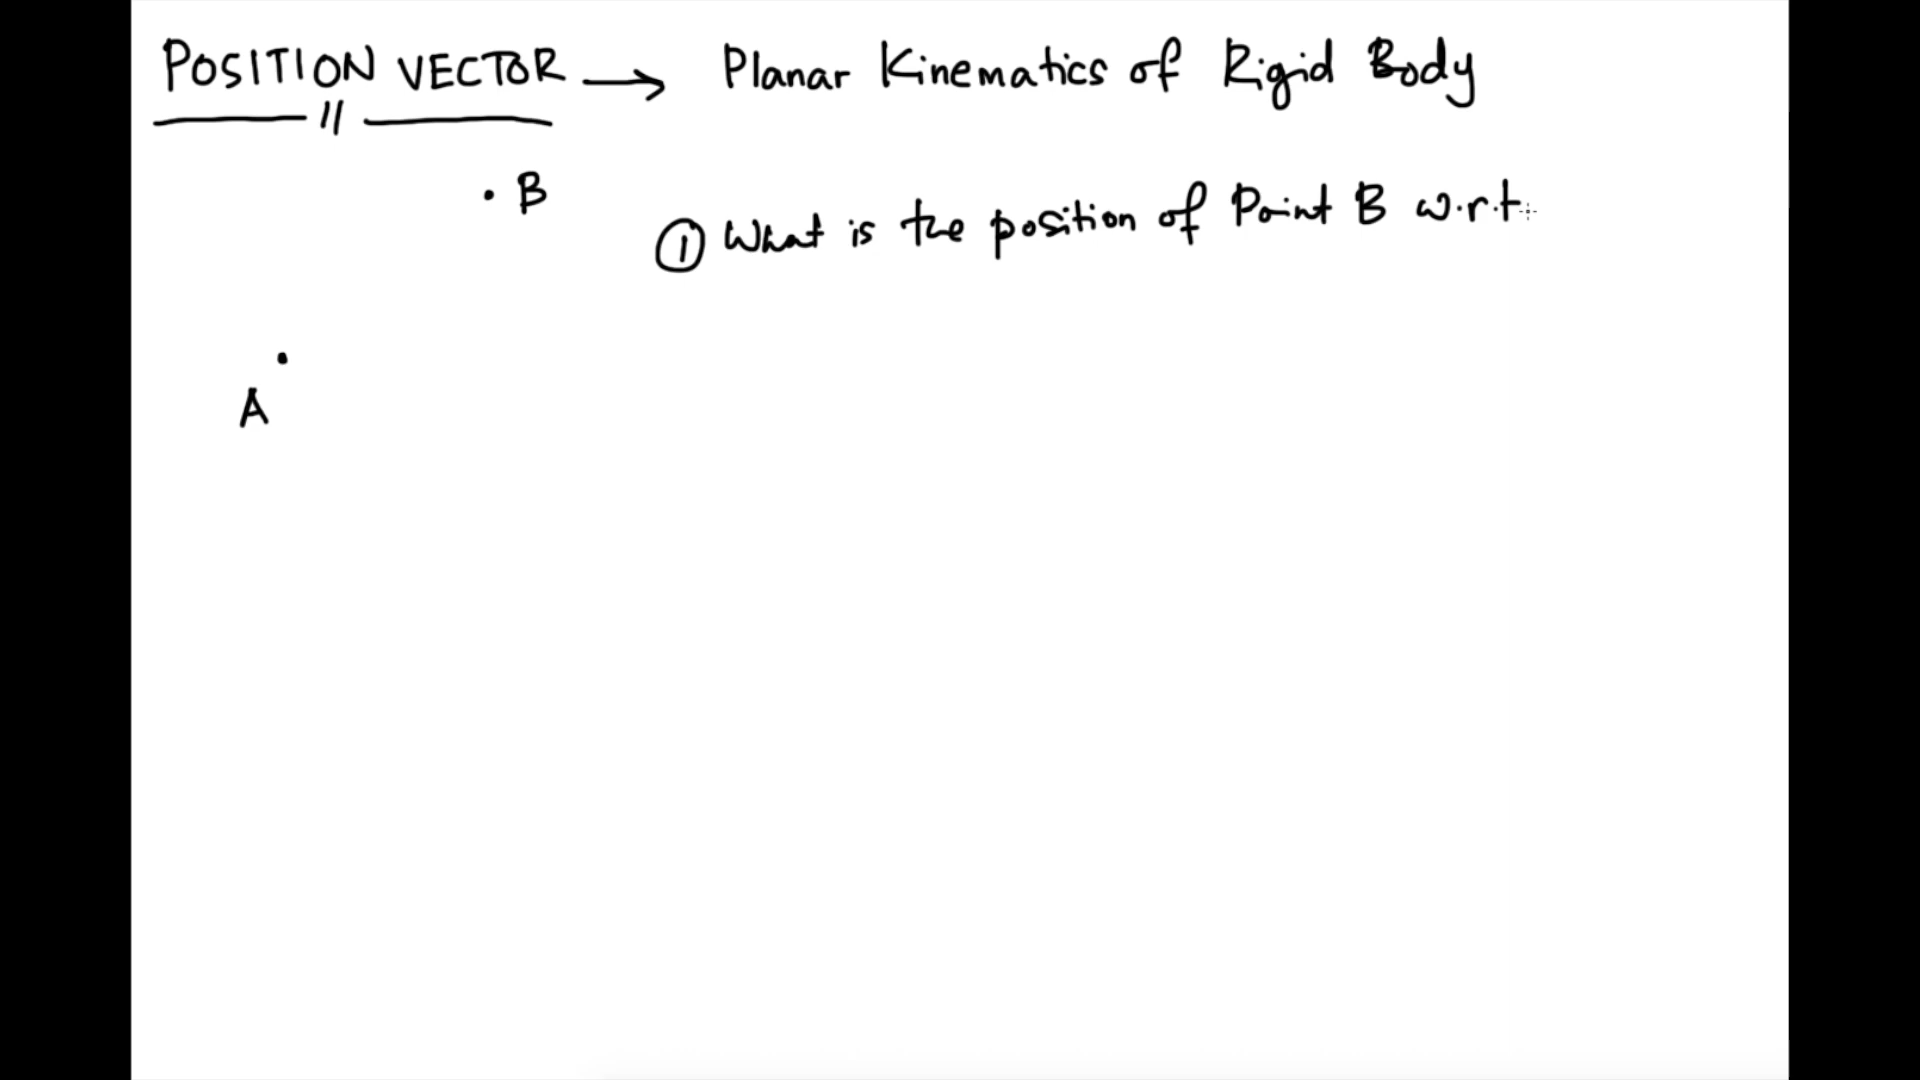 POSITION VECTOR → Planar Kinematics of Rigid Body
• B
① What is the position of Point B w.r.t
A